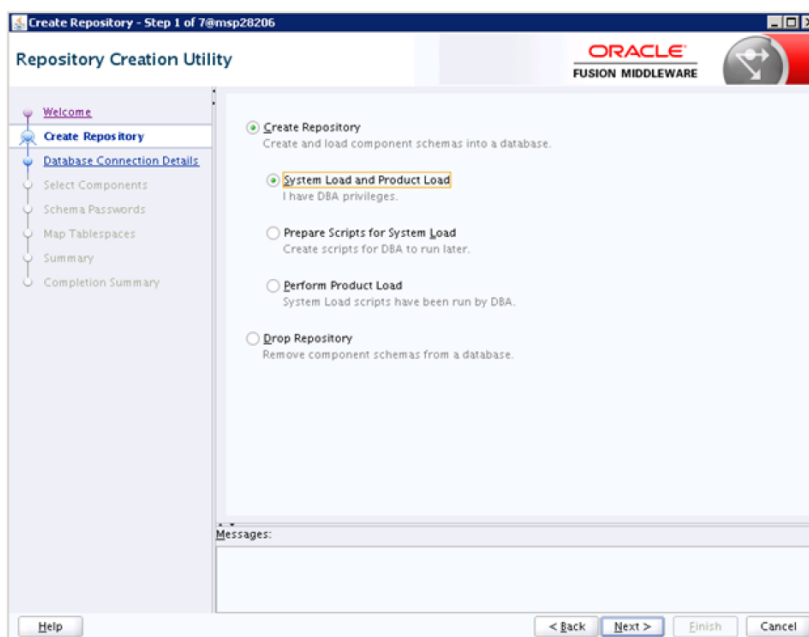 Create Repository - Step 1 of 7@msp28206
Repository Creation Utility
ORACLE
FUSION MIDDLEWARE
Welcome
Create Repository
Database Connection Details
Select Components
Schema Passwords
Map Tablespaces
Summary
Completion Summary
Create Repository
Create and load component schemas into a database.
System Load and Product Load
I have DBA privileges.
Prepare Scripts for System Load
Create scripts for DBA to run later.
Perform Product Load
System Load scripts have been run by DBA.
Drop Repository
Remove component schemas from a database.
Messages:
Help
< Back
Next >
Finish
Cancel